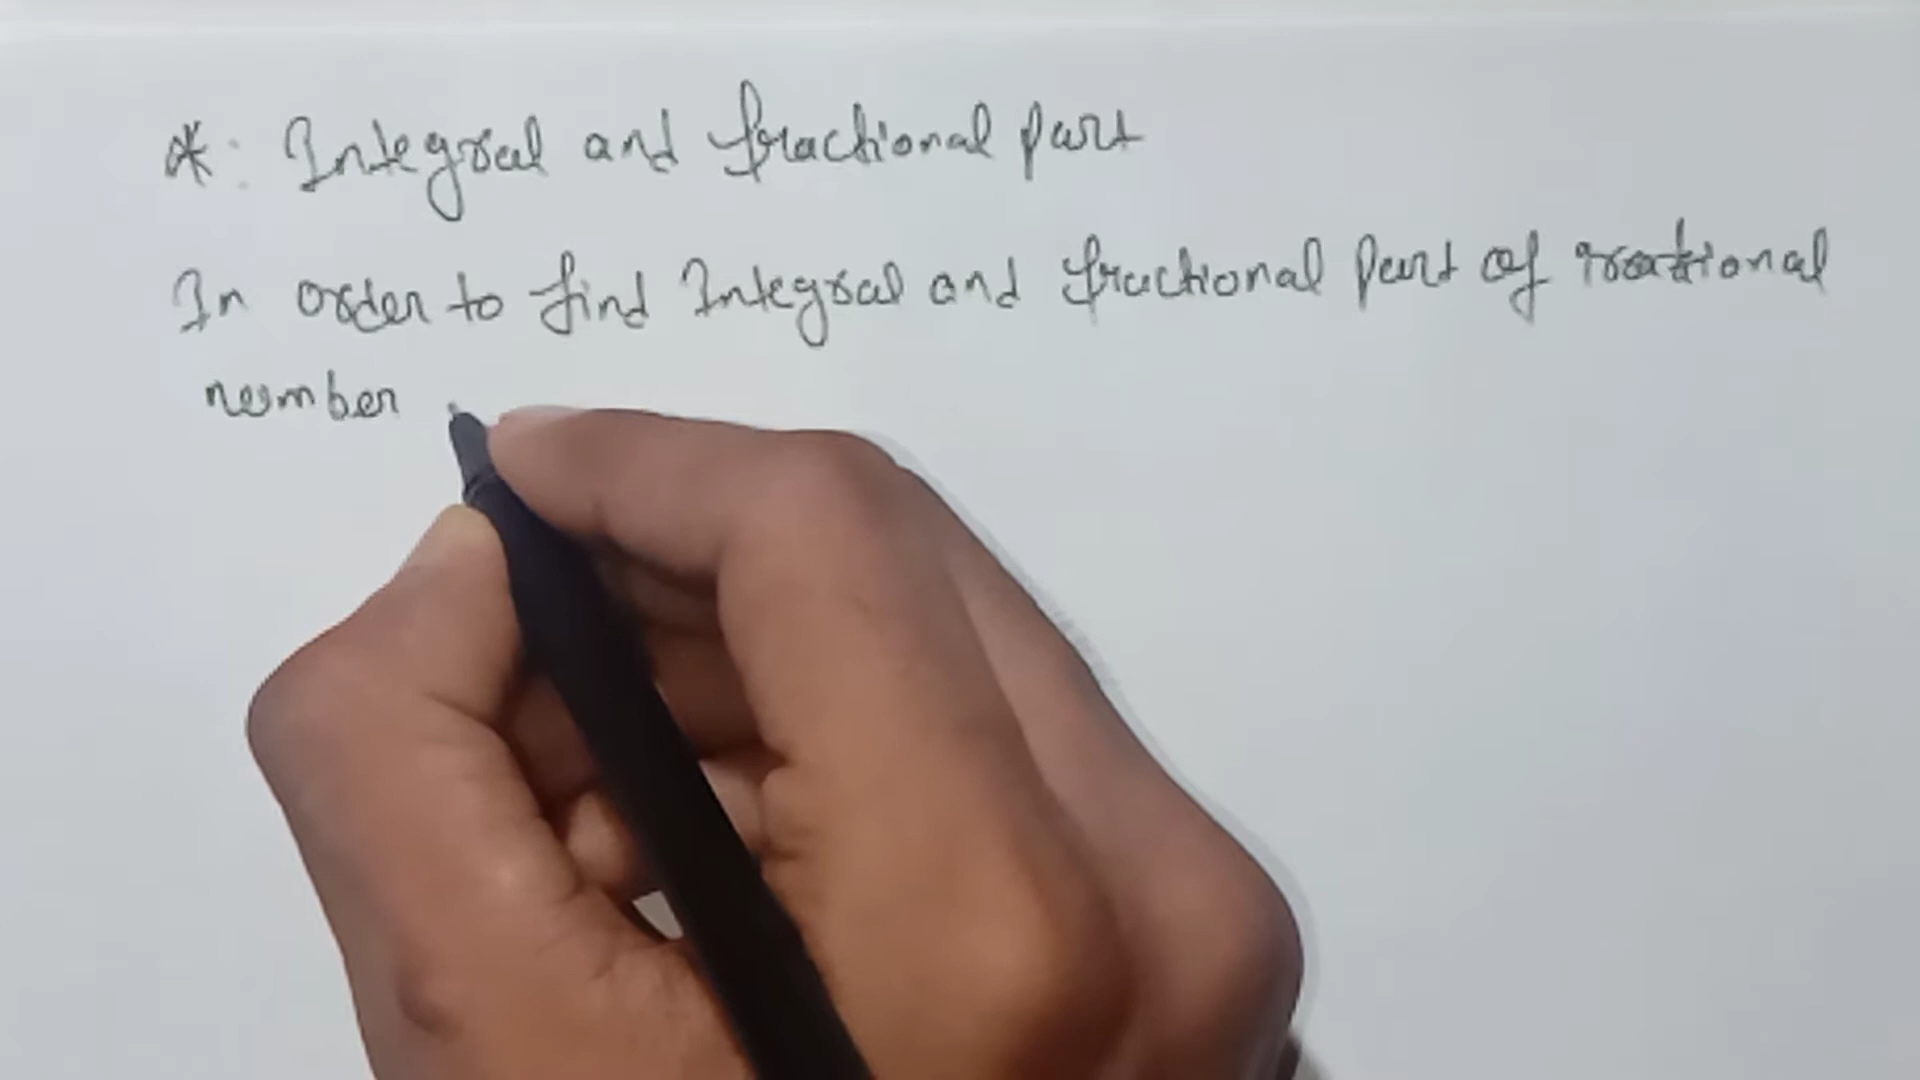 *: Integral and fractional part
In order to find Integral and fractional part of irrational
number